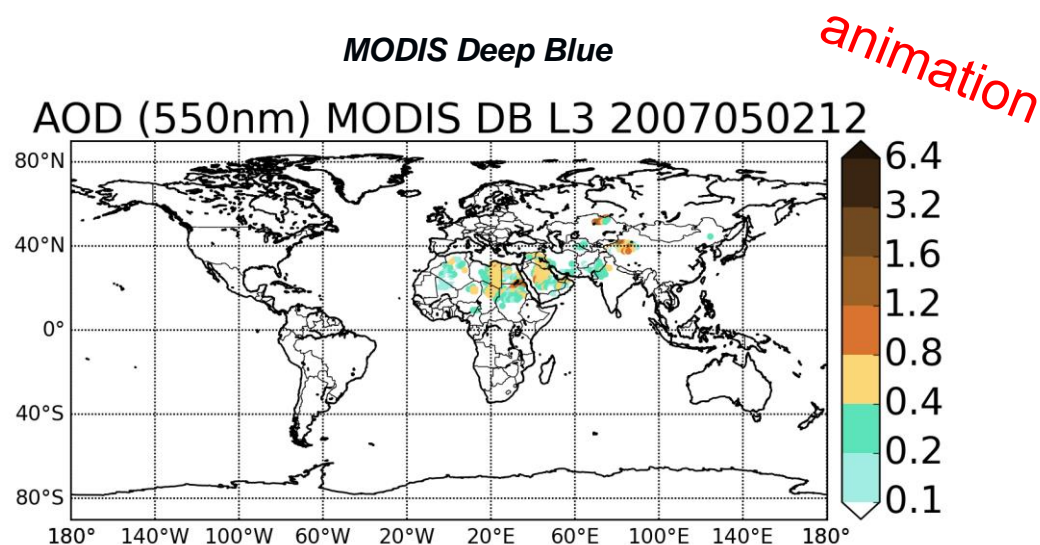 MODIS Deep Blue
animation
AOD (550nm) MODIS DB L3 2007050212
80°N
40°N
0°
40°S
80°S
180° 140°W 100°W 60°W 20°W 20°E 60°E 100°E 140°E 180°
6.4
3.2
1.6
1.2
0.8
0.4
0.2
0.1